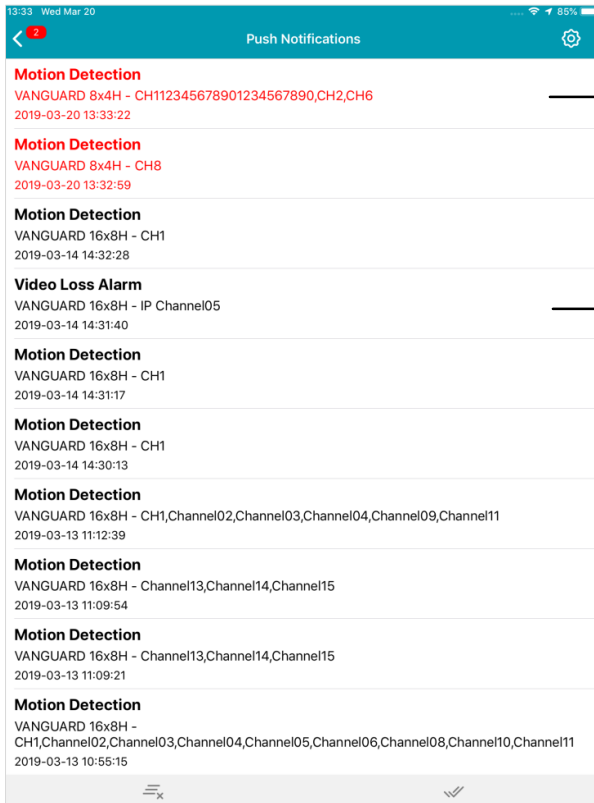 13:33 Wed Mar 20
85%
2
Push Notifications
Motion Detection
VANGUARD 8x4H - CH112345678901234567890,CH2,CH6
2019-03-20 13:33:22
Motion Detection
VANGUARD 8x4H - CH8
2019-03-20 13:32:59
Motion Detection
VANGUARD 16x8H - CH1
2019-03-14 14:32:28
Video Loss Alarm
VANGUARD 16x8H - IP Channel05
2019-03-14 14:31:40
Motion Detection
VANGUARD 16x8H - CH1
2019-03-14 14:31:17
Motion Detection
VANGUARD 16x8H - CH1
2019-03-14 14:30:13
Motion Detection
VANGUARD 16x8H - CH1,Channel02,Channel03,Channel04,Channel09,Channel11
2019-03-13 11:12:39
Motion Detection
VANGUARD 16x8H - Channel13,Channel14,Channel15
2019-03-13 11:09:54
Motion Detection
VANGUARD 16x8H - Channel13,Channel14,Channel15
2019-03-13 11:09:21
Motion Detection
VANGUARD 16x8H -
CH1,Channel02,Channel03,Channel04,Channel05,Channel06,Channel08,Channel10,Channel11
2019-03-13 10:55:15